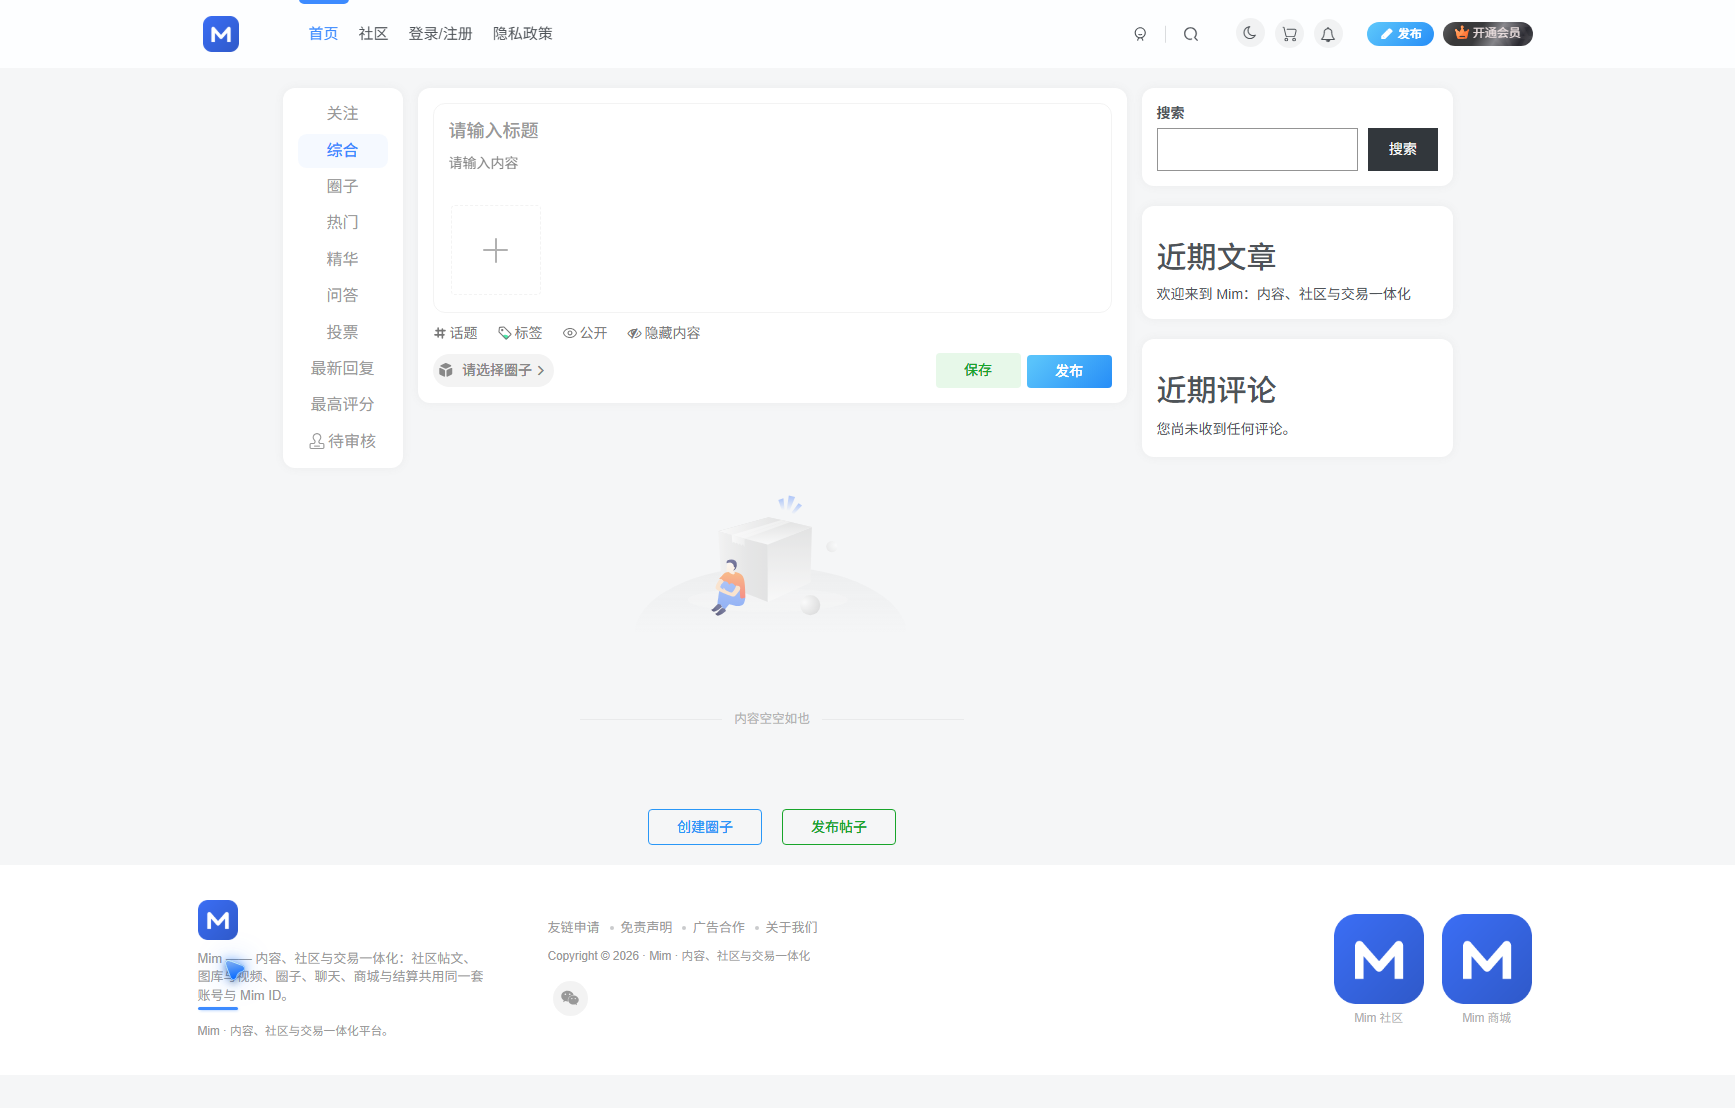 首页 社区 登录/注册 隐私政策 发布 开通会员
关注
综合
圈子
热门
精华
问答
投票
最新回复
最高评分
待审核
请输入标题
请输入内容
话题 标签 公开 隐藏内容
请选择圈子 保存 发布
搜索
搜索
近期文章
欢迎来到 Mim：内容、社区与交易一体化
近期评论
您尚未收到任何评论。
内容空空如也
创建圈子 发布帖子
Mim —— 内容、社区与交易一体化：社区帖文、
图库与视频、圈子、聊天、商城与结算共用同一套
账号与 Mim ID。
Mim · 内容、社区与交易一体化平台。
友链申请 • 免责声明 • 广告合作 • 关于我们
Copyright © 2026 · Mim · 内容、社区与交易一体化
Mim 社区
Mim 商城